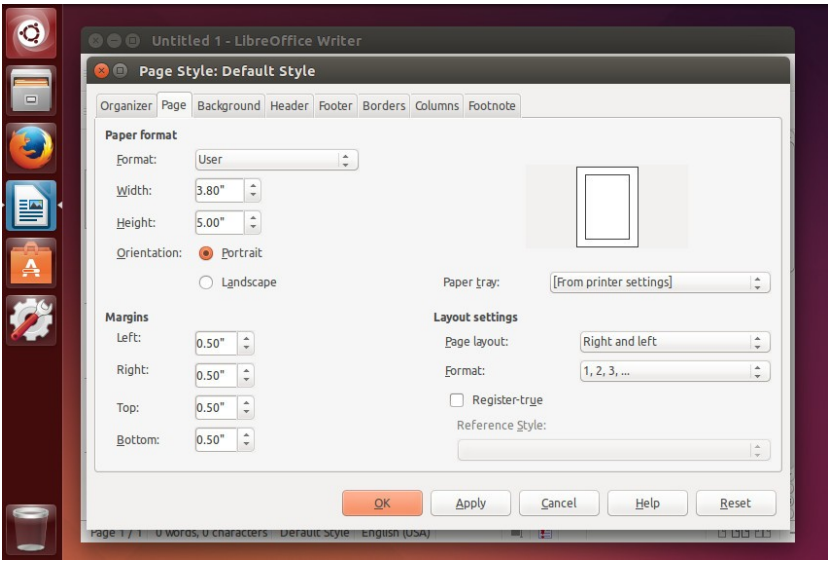 Untitled 1 - LibreOffice Writer
Page Style: Default Style
Organizer Page Background Header Footer Borders Columns Footnote
Paper format
Format: User
Width: 3.80"
Height: 5.00"
Orientation: Portrait
Landscape
Paper tray: [From printer settings]
Margins
Layout settings
Left: 0.50"
Page layout: Right and left
Right: 0.50"
Format: 1, 2, 3, ...
Register-true
Top: 0.50"
Reference Style:
Bottom: 0.50"
OK Apply Cancel Help Reset
Page 1 / 1 0 words, 0 characters Default Style English (USA)